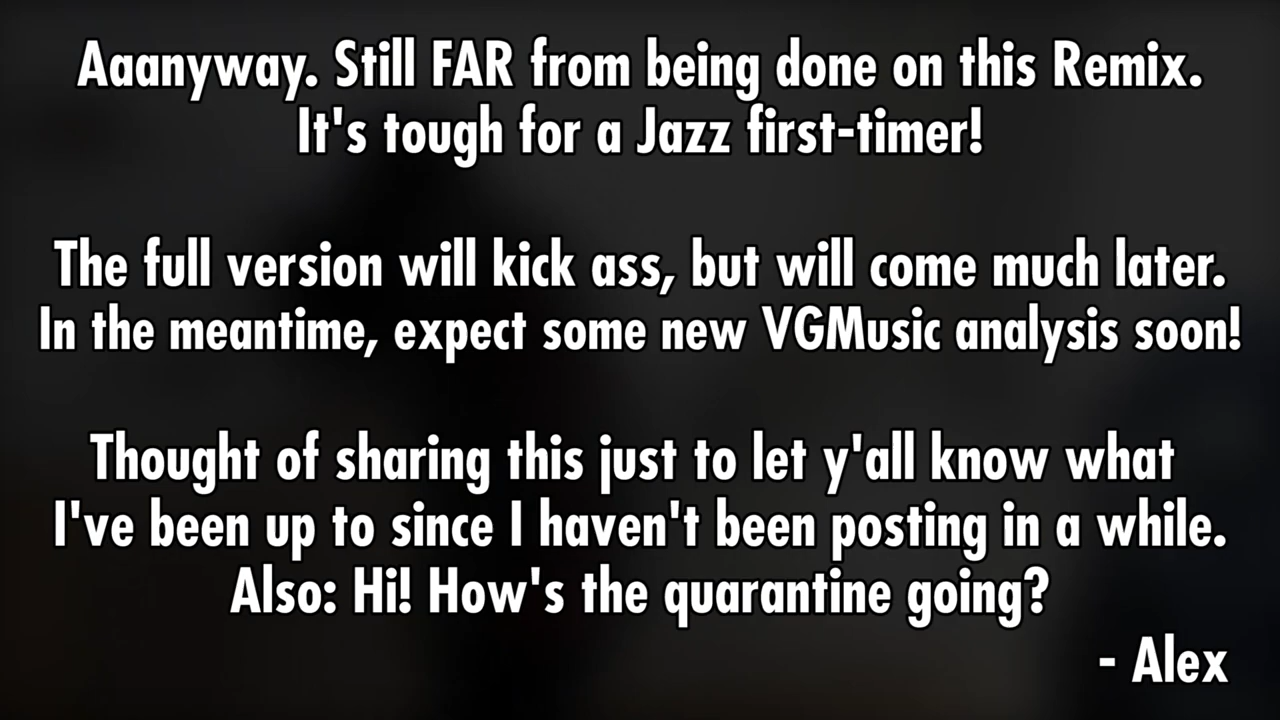 Aaanyway. Still FAR from being done on this Remix.
It's tough for a Jazz first-timer!
The full version will kick ass, but will come much later.
In the meantime, expect some new VGMusic analysis soon!
Thought of sharing this just to let y'all know what
I've been up to since I haven't been posting in a while.
Also: Hi! How's the quarantine going?
- Alex